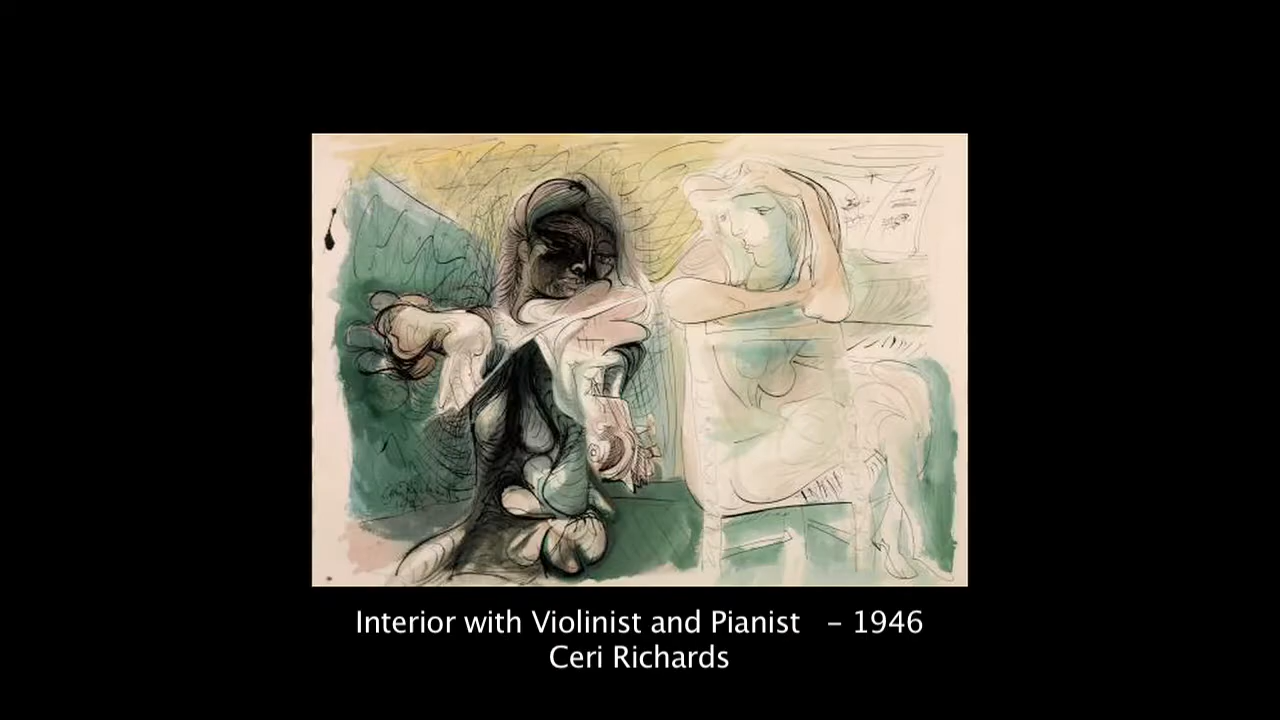 Interior with Violinist and Pianist – 1946
Ceri Richards